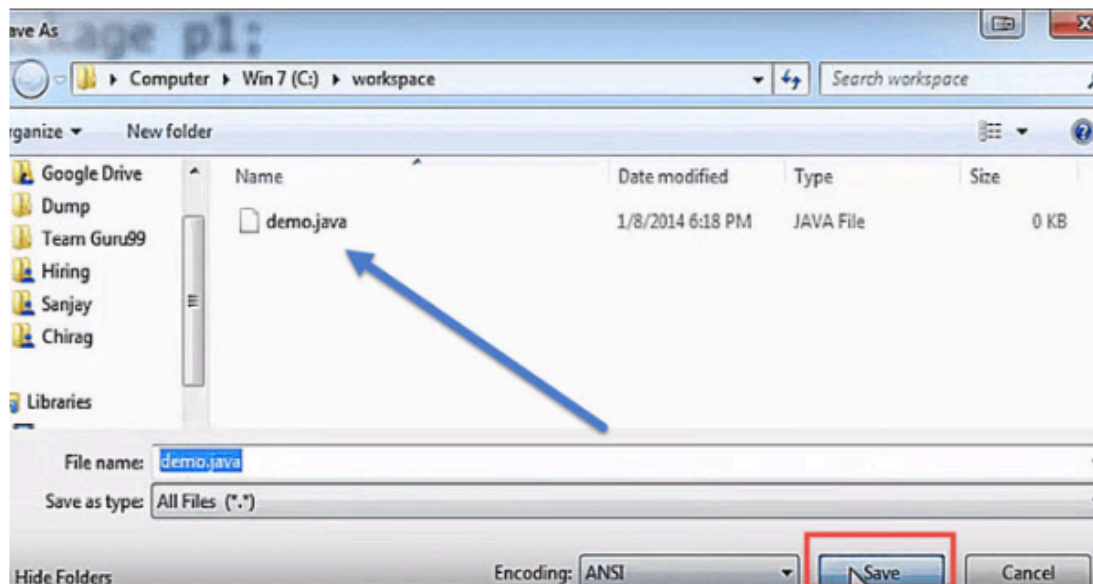 ave As
kage p1;
Computer Win 7 (C:) workspace
Search workspace
rganize New folder
Google Drive
Dump
Team Guru99
Hiring
Sanjay
Chirag
Libraries
Name Date modified Type Size
demo.java 1/8/2014 6:18 PM JAVA File 0 KB
File name: demo.java
Save as type: All Files (*.*)
Hide Folders Encoding: ANSI Save Cancel